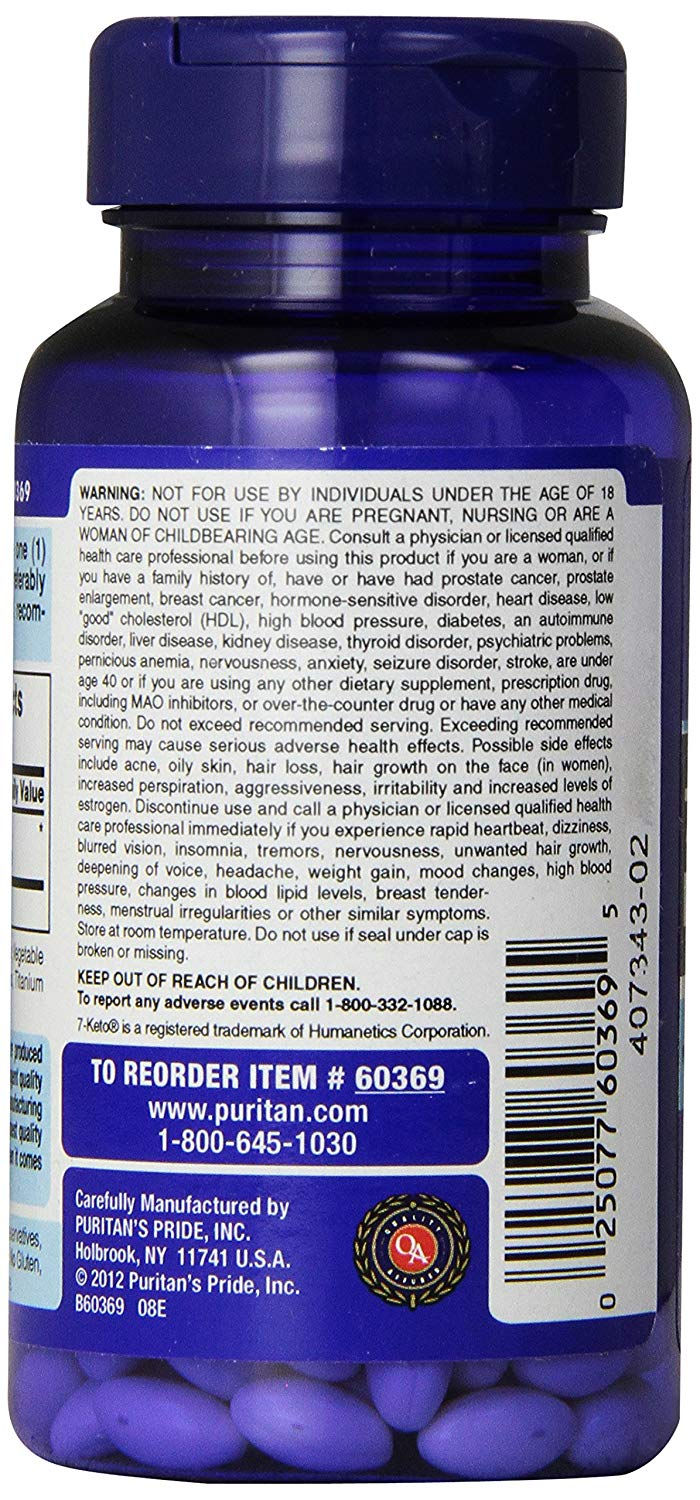 369
one (1)
recom-
ly Value
*
Titanium
produced
quality
WARNING: NOT FOR USE BY INDIVIDUALS UNDER THE AGE OF 18
YEARS. DO NOT USE IF YOU ARE PREGNANT, NURSING OR ARE A
WOMAN OF CHILDBEARING AGE. Consult a physician or licensed qualified
health care professional before using this product if you are a woman, or if
you have a family history of, have or have had prostate cancer, prostate
enlargement, breast cancer, hormone-sensitive disorder, heart disease, low
"good" cholesterol (HDL), high blood pressure, diabetes, an autoimmune
disorder, liver disease, kidney disease, thyroid disorder, psychiatric problems,
pernicious anemia, nervousness, anxiety, seizure disorder, stroke, are under
age 40 or if you are using any other dietary supplement, prescription drug,
including MAO inhibitors, or over-the-counter drug or have any other medical
condition. Do not exceed recommended serving. Exceeding recommended
serving may cause serious adverse health effects. Possible side effects
include acne, oily skin, hair loss, hair growth on the face (in women),
increased perspiration, aggressiveness, irritability and increased levels of
estrogen. Discontinue use and call a physician or licensed qualified health
care professional immediately if you experience rapid heartbeat, dizziness,
blurred vision, insomnia, tremors, nervousness, unwanted hair growth,
deepening of voice, headache, weight gain, mood changes, high blood
pressure, changes in blood lipid levels, breast tender-
ness, menstrual irregularities or other similar symptoms.
Store at room temperature. Do not use if seal under cap is
broken or missing.
KEEP OUT OF REACH OF CHILDREN.
To report any adverse events call 1-800-332-1088.
7-Keto® is a registered trademark of Humanetics Corporation.
TO REORDER ITEM # 60369
www.puritan.com
1-800-645-1030
Carefully Manufactured by
PURITAN'S PRIDE, INC.
Holbrook, NY 11741 U.S.A.
© 2012 Puritan's Pride, Inc.
B60369 08E
QUALITY
QA
ASSURED
0 25077 60369 5
407343-02